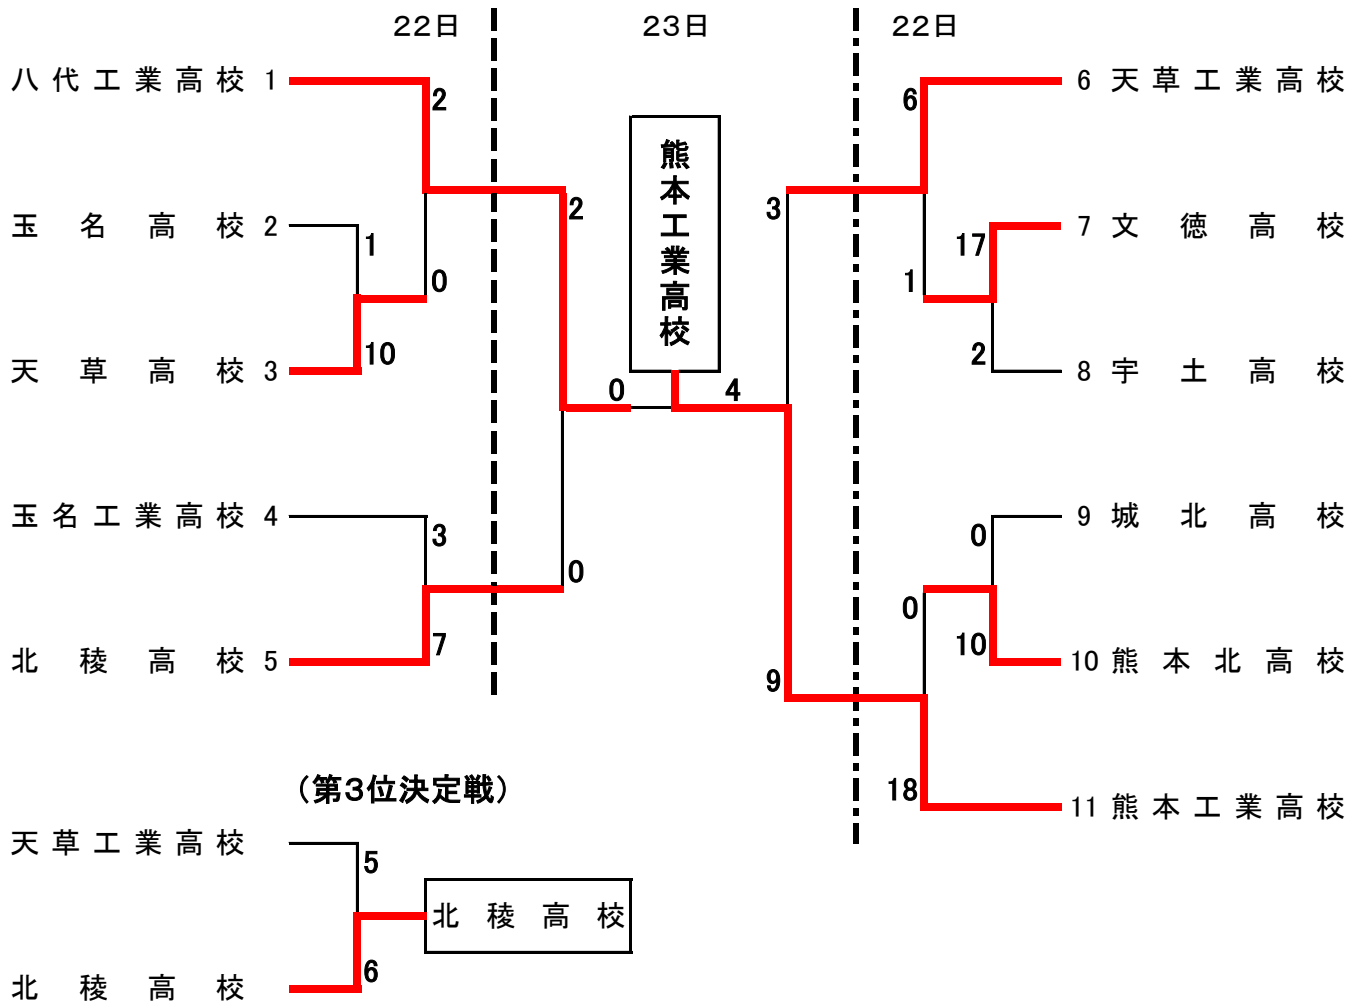 22日 23日 22日
八代工業高校 1
2
玉名高校 2
1
0
天草高校 3
10
玉名工業高校 4
3
北稜高校 5
7
2
0
0
熊本工業高校
4
3
9
6 天草工業高校
6
7 文徳高校
17
1
8 宇土高校
2
9 城北高校
0
0
10 熊本北高校
10
11 熊本工業高校
18
（第3位決定戦）
天草工業高校
5
北稜高校
北稜高校
6